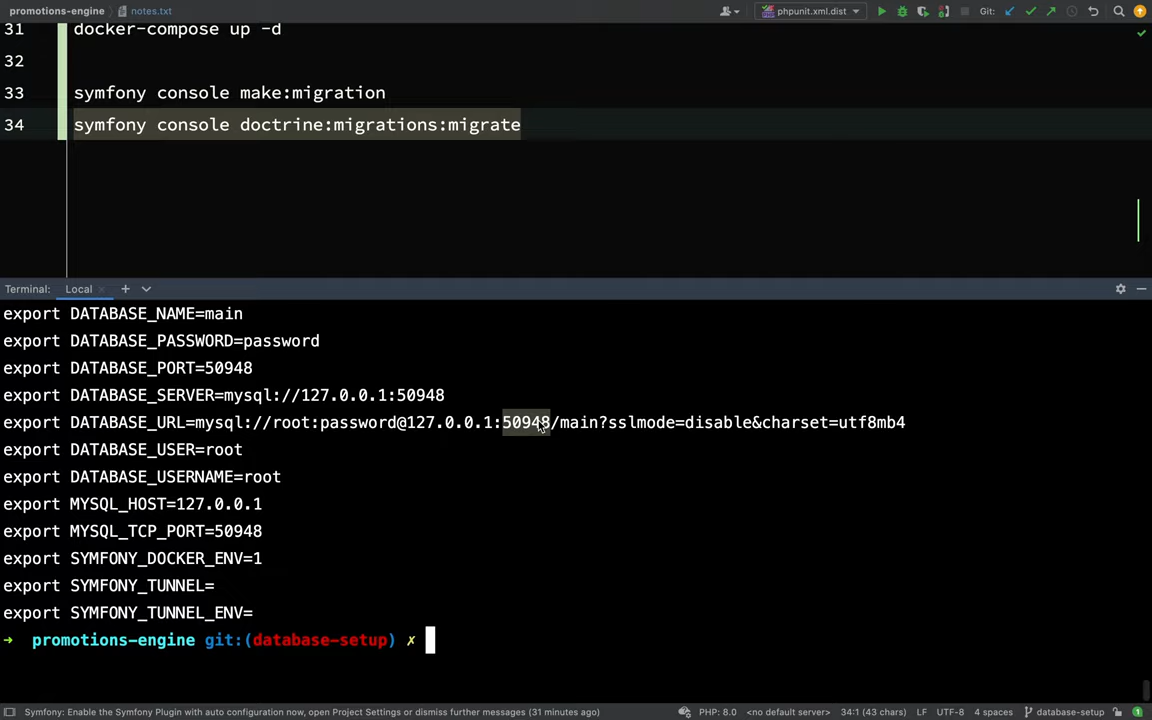 promotions-engine
notes.txt
phpunit.xml.dist
Git:
31 docker-compose up -d
32
33 symfony console make:migration
34 symfony console doctrine:migrations:migrate
Terminal: Local
export DATABASE_NAME=main
export DATABASE_PASSWORD=password
export DATABASE_PORT=50948
export DATABASE_SERVER=mysql://127.0.0.1:50948
export DATABASE_URL=mysql://root:password@127.0.0.1:50948/main?sslmode=disable&charset=utf8mb4
export DATABASE_USER=root
export DATABASE_USERNAME=root
export MYSQL_HOST=127.0.0.1
export MYSQL_TCP_PORT=50948
export SYMFONY_DOCKER_ENV=1
export SYMFONY_TUNNEL=
export SYMFONY_TUNNEL_ENV=
→ promotions-engine git:(database-setup) ✗
Symfony: Enable the Symfony Plugin with auto configuration now, open Project Settings or dismiss further messages (31 minutes ago) PHP: 8.0 <no default server> 34:1 (43 chars) LF UTF-8 4 spaces database-setup 1